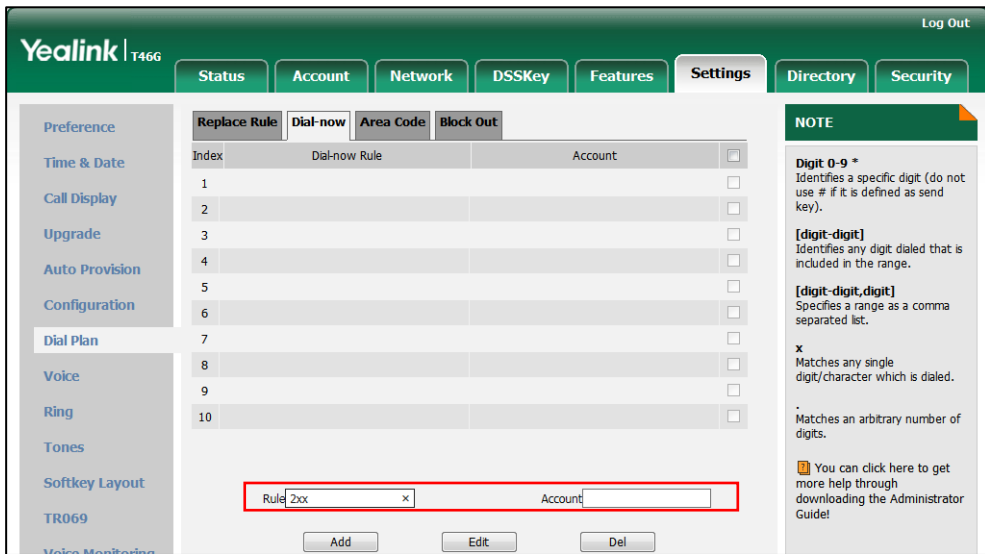 Log Out
Yealink T46G
Status Account Network DSSKey Features Settings Directory Security
Preference
Time & Date
Call Display
Upgrade
Auto Provision
Configuration
Dial Plan
Voice
Ring
Tones
Softkey Layout
TR069
Voice Monitoring
Replace Rule Dial-now Area Code Block Out
Index Dial-now Rule Account
1
2
3
4
5
6
7
8
9
10
Rule 2xx × Account
Add Edit Del
NOTE
Digit 0-9 *
Identifies a specific digit (do not
use # if it is defined as send
key).
[digit-digit]
Identifies any digit dialed that is
included in the range.
[digit-digit,digit]
Specifies a range as a comma
separated list.
x
Matches any single
digit/character which is dialed.
.
Matches an arbitrary number of
digits.
? You can click here to get
more help through
downloading the Administrator
Guide!